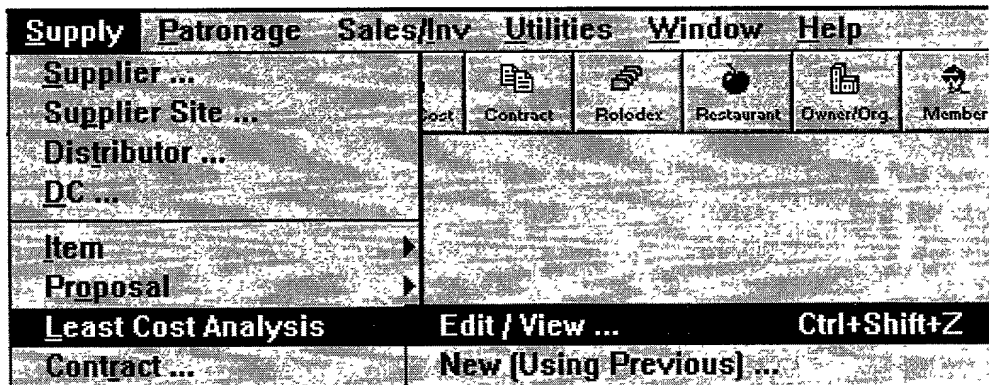 Supply Patronage Sales/Inv Utilities Window Help
Supplier ...
Supplier Site ...
Distributor ...
DC ...
Cost Contract Rolodex Restaurant Owner/Org. Member
Item
Proposal
Least Cost Analysis Edit / View ... Ctrl+Shift+Z
Contract ... New (Using Previous) ...